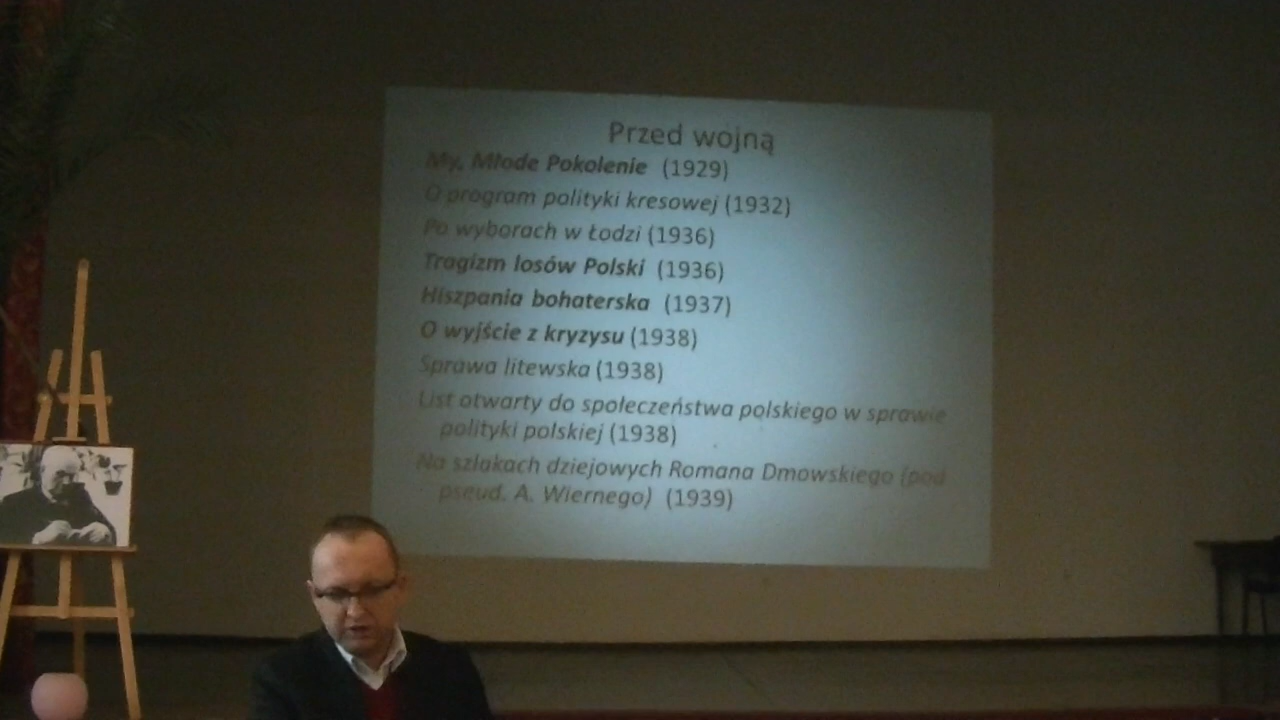 Przed wojną
My, Młode Pokolenie (1929)
O program polityki kresowej (1932)
Po wyborach w Łodzi (1936)
Tragizm losów Polski (1936)
Hiszpania bohaterska (1937)
O wyjście z kryzysu (1938)
Sprawa litewska (1938)
List otwarty do społeczeństwa polskiego w sprawie
polityki polskiej (1938)
Na szlakach dziejowych Romana Dmowskiego (pod
pseud. A. Wiernego) (1939)